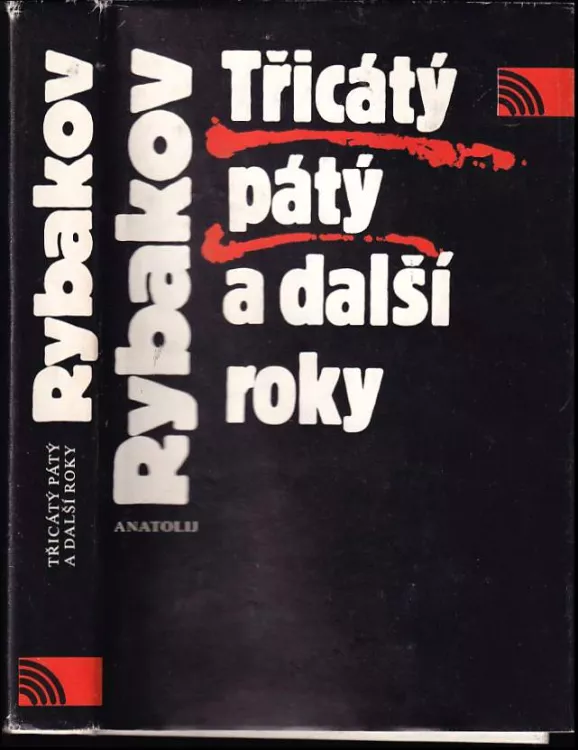 Rybakov
TŘICÁTÝ PÁTÝ
A DALŠÍ ROKY
Rybakov
ANATOLIJ
Třicátý
pátý
a další
roky